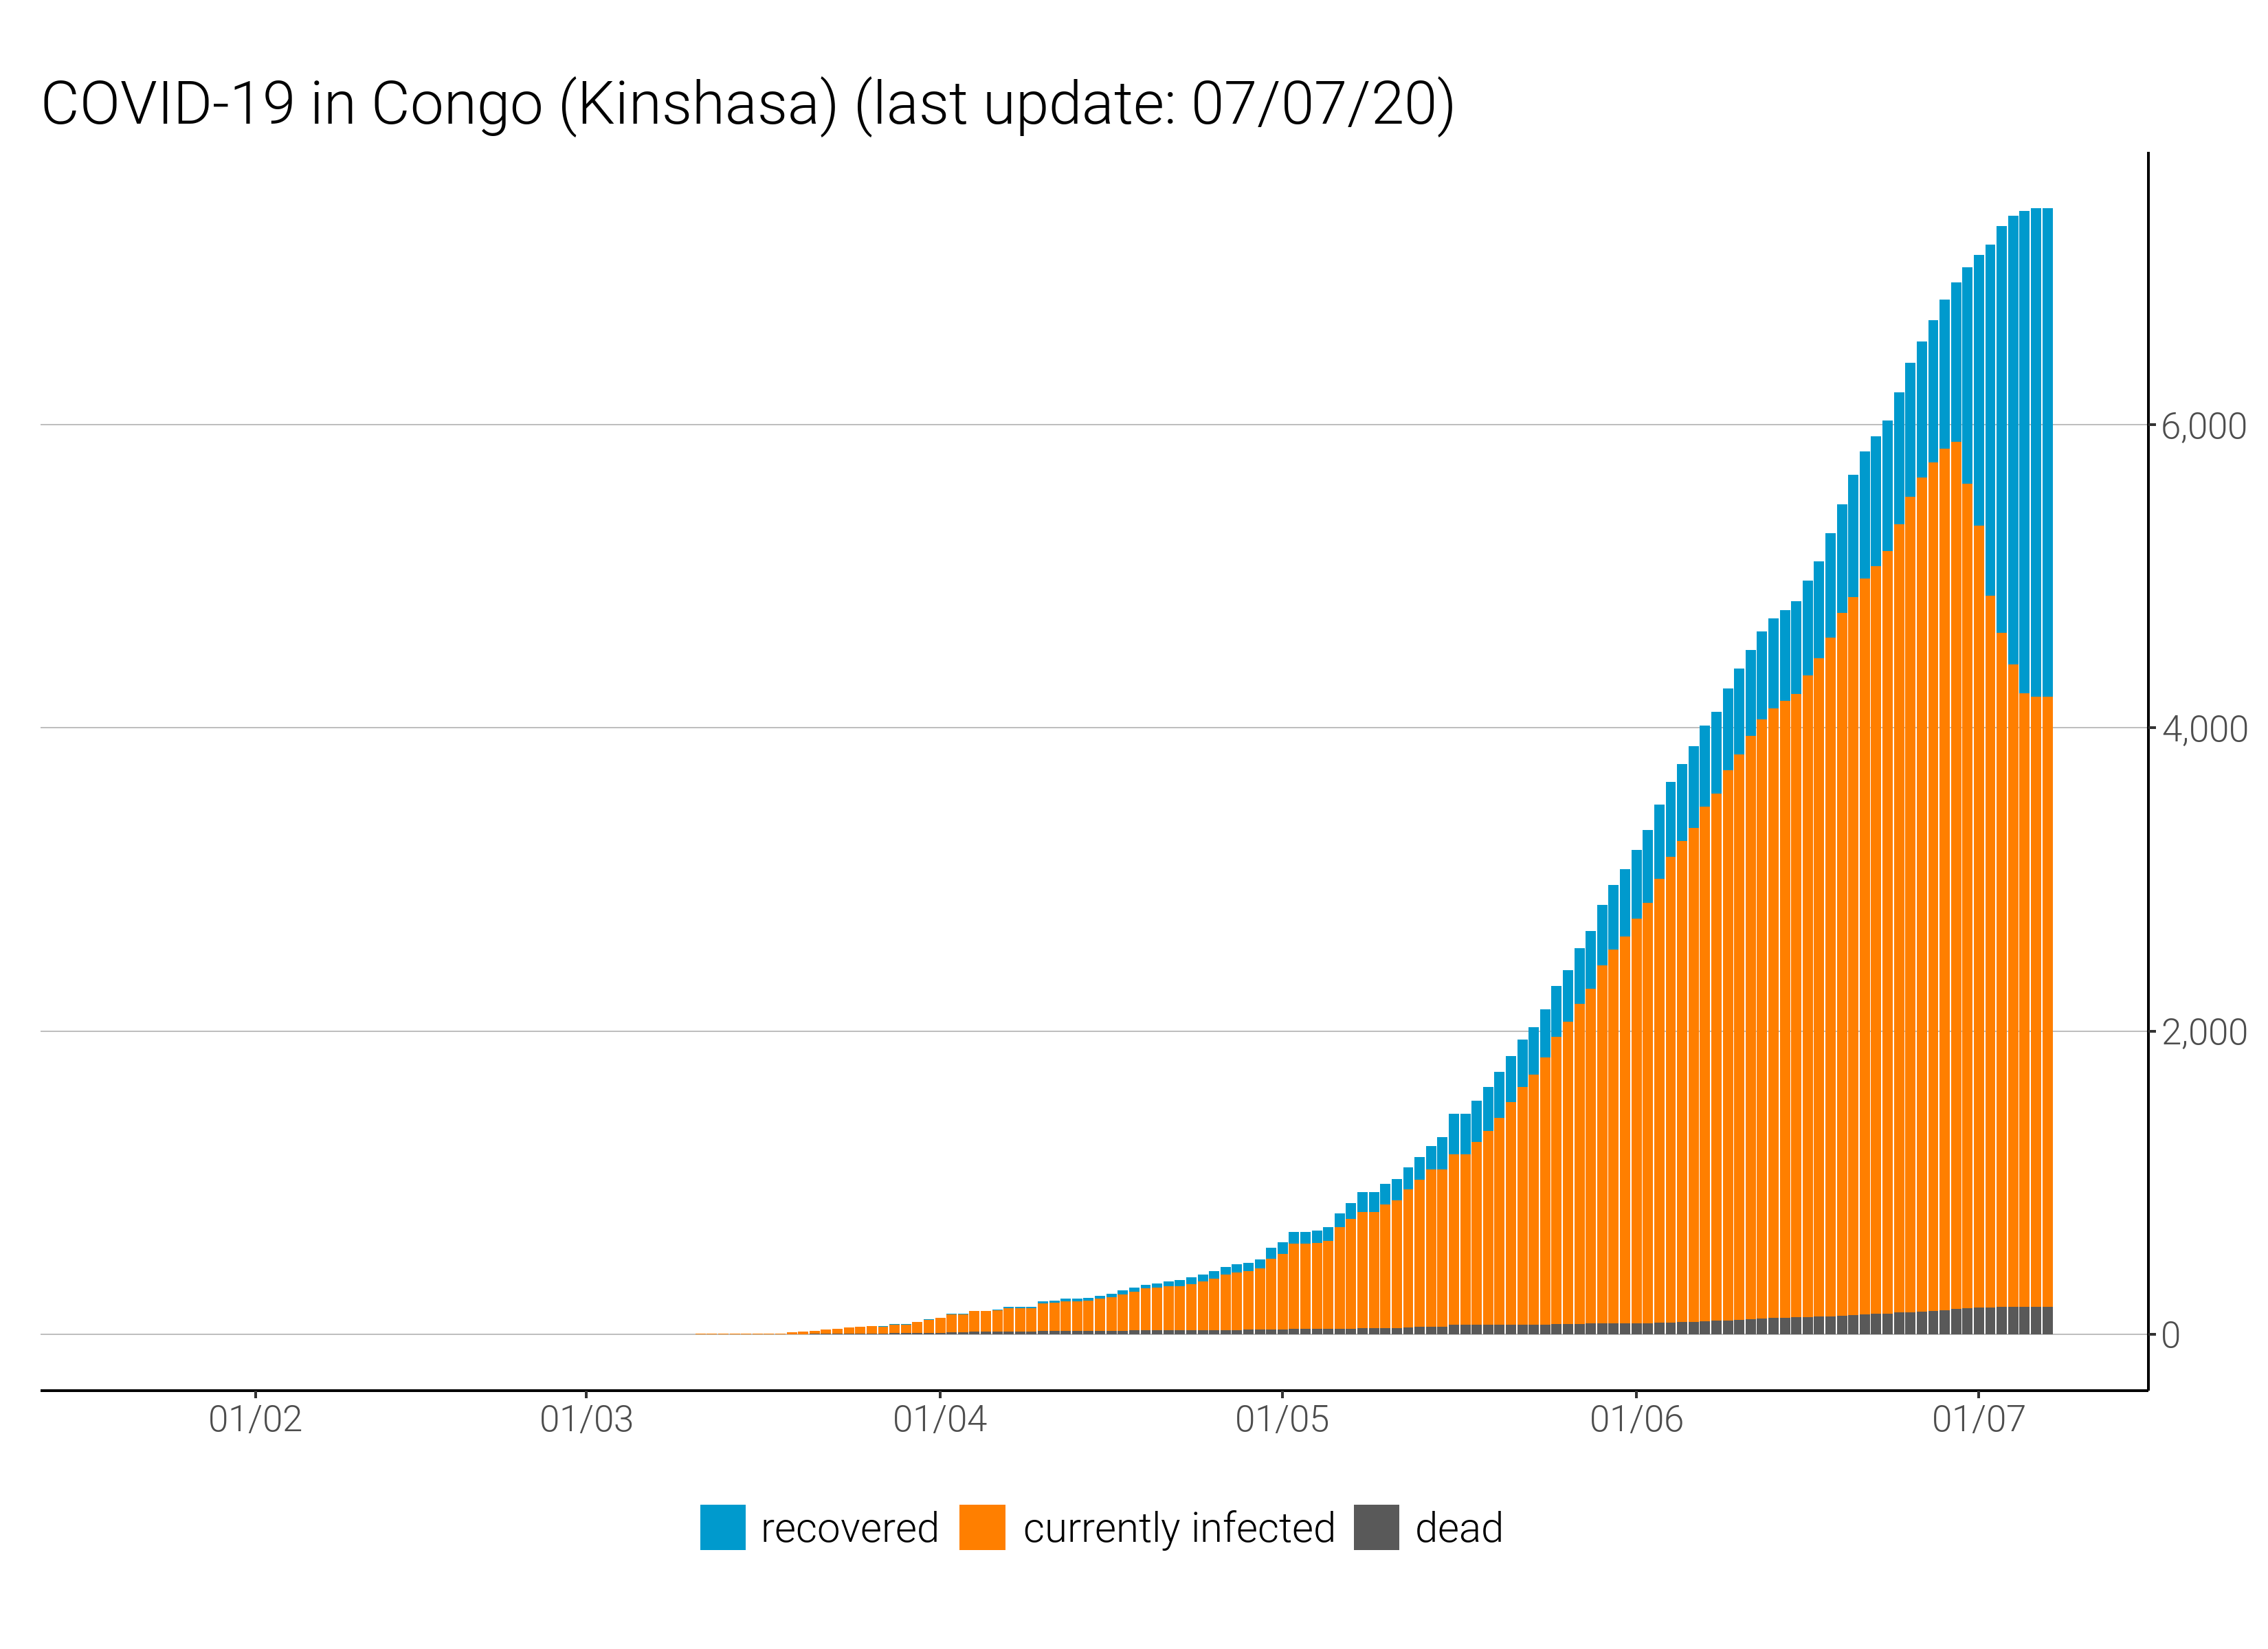 COVID-19 in Congo (Kinshasa) (last update: 07/07/20)
6,000
4,000
2,000
0
01/02 01/03 01/04 01/05 01/06 01/07
recovered currently infected dead